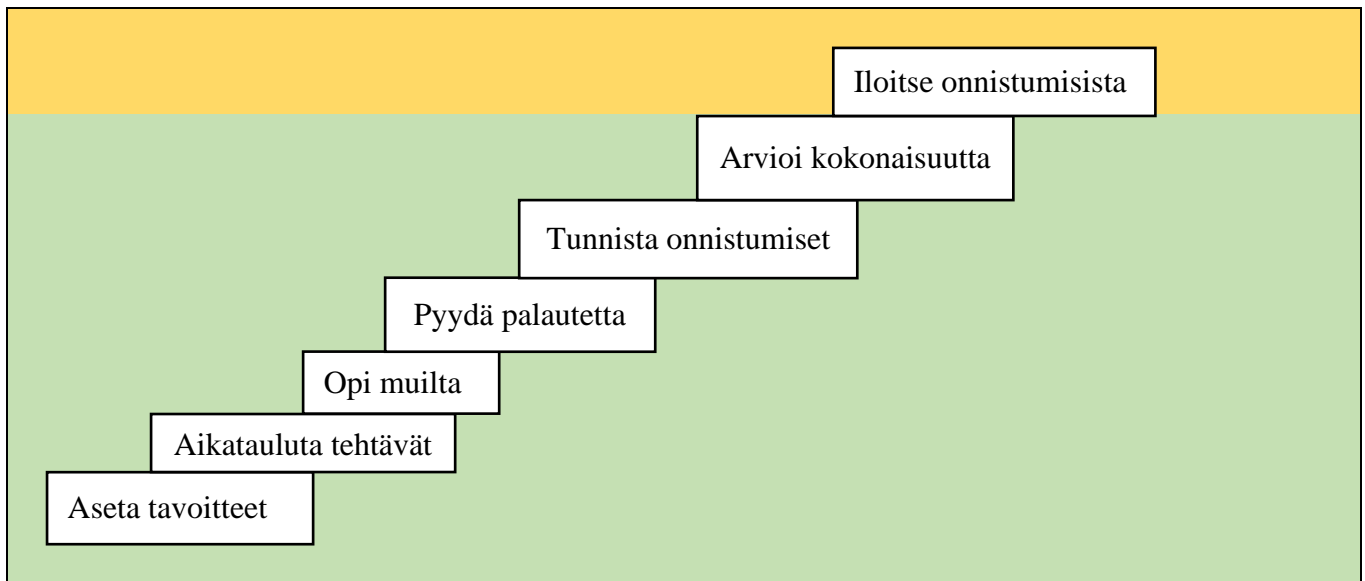 Iloitse onnistumisista
Arvioi kokonaisuutta
Tunnista onnistumiset
Pyydä palautetta
Opi muilta
Aikatauluta tehtävät
Aseta tavoitteet